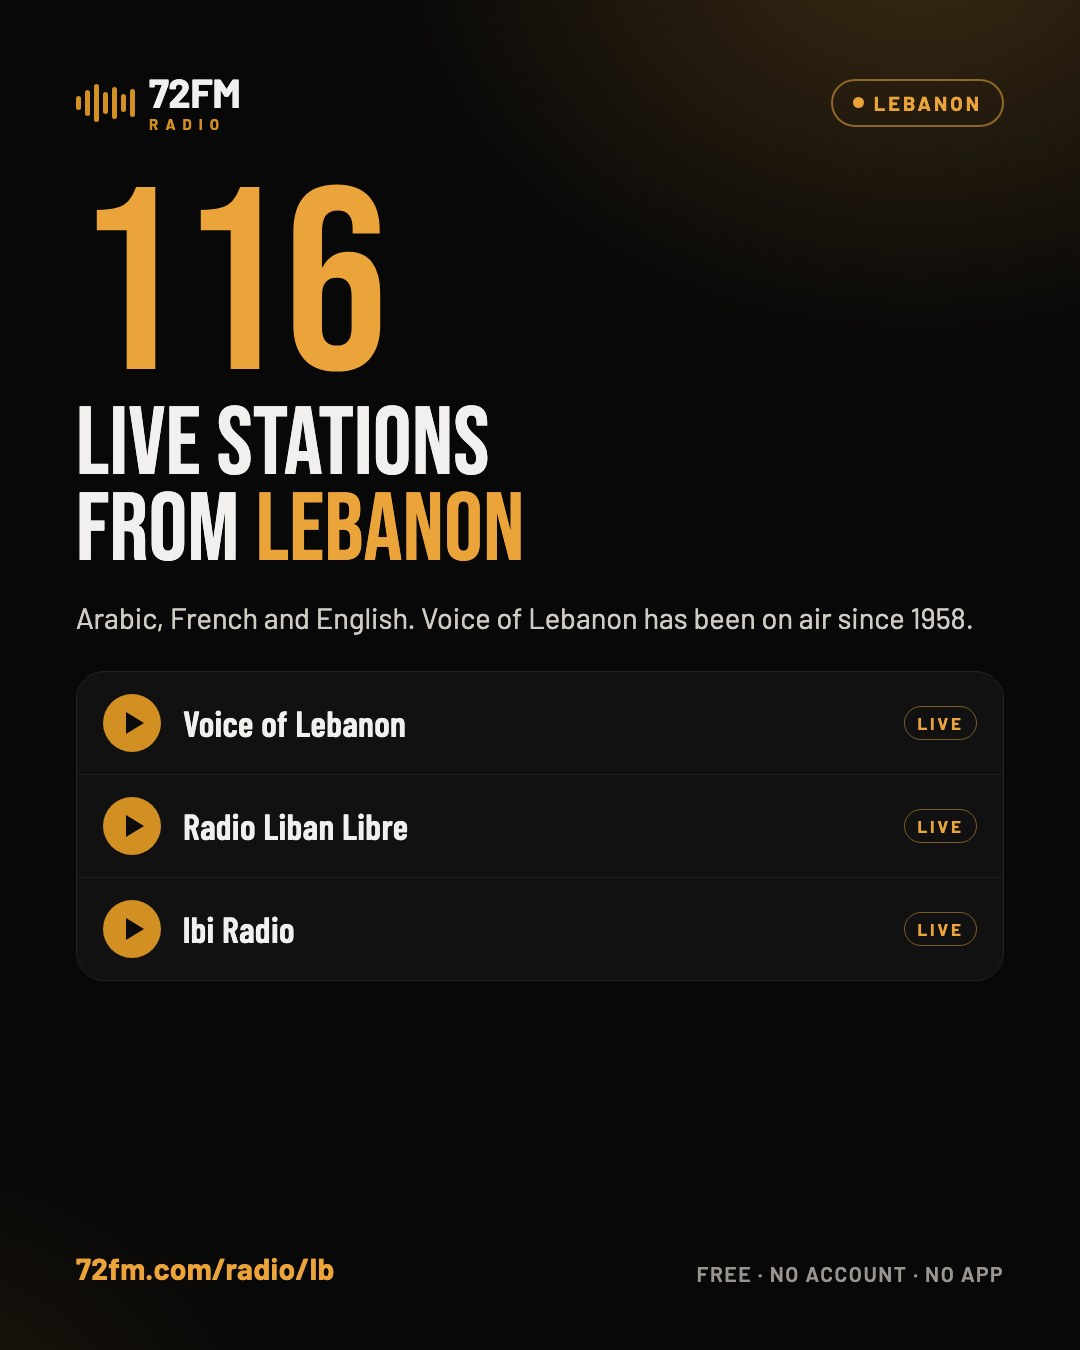 72FM
RADIO
LEBANON
116
LIVE STATIONS
FROM LEBANON
Arabic, French and English. Voice of Lebanon has been on air since 1958.
Voice of Lebanon
LIVE
Radio Liban Libre
LIVE
Ibi Radio
LIVE
72fm.com/radio/lb
FREE · NO ACCOUNT · NO APP